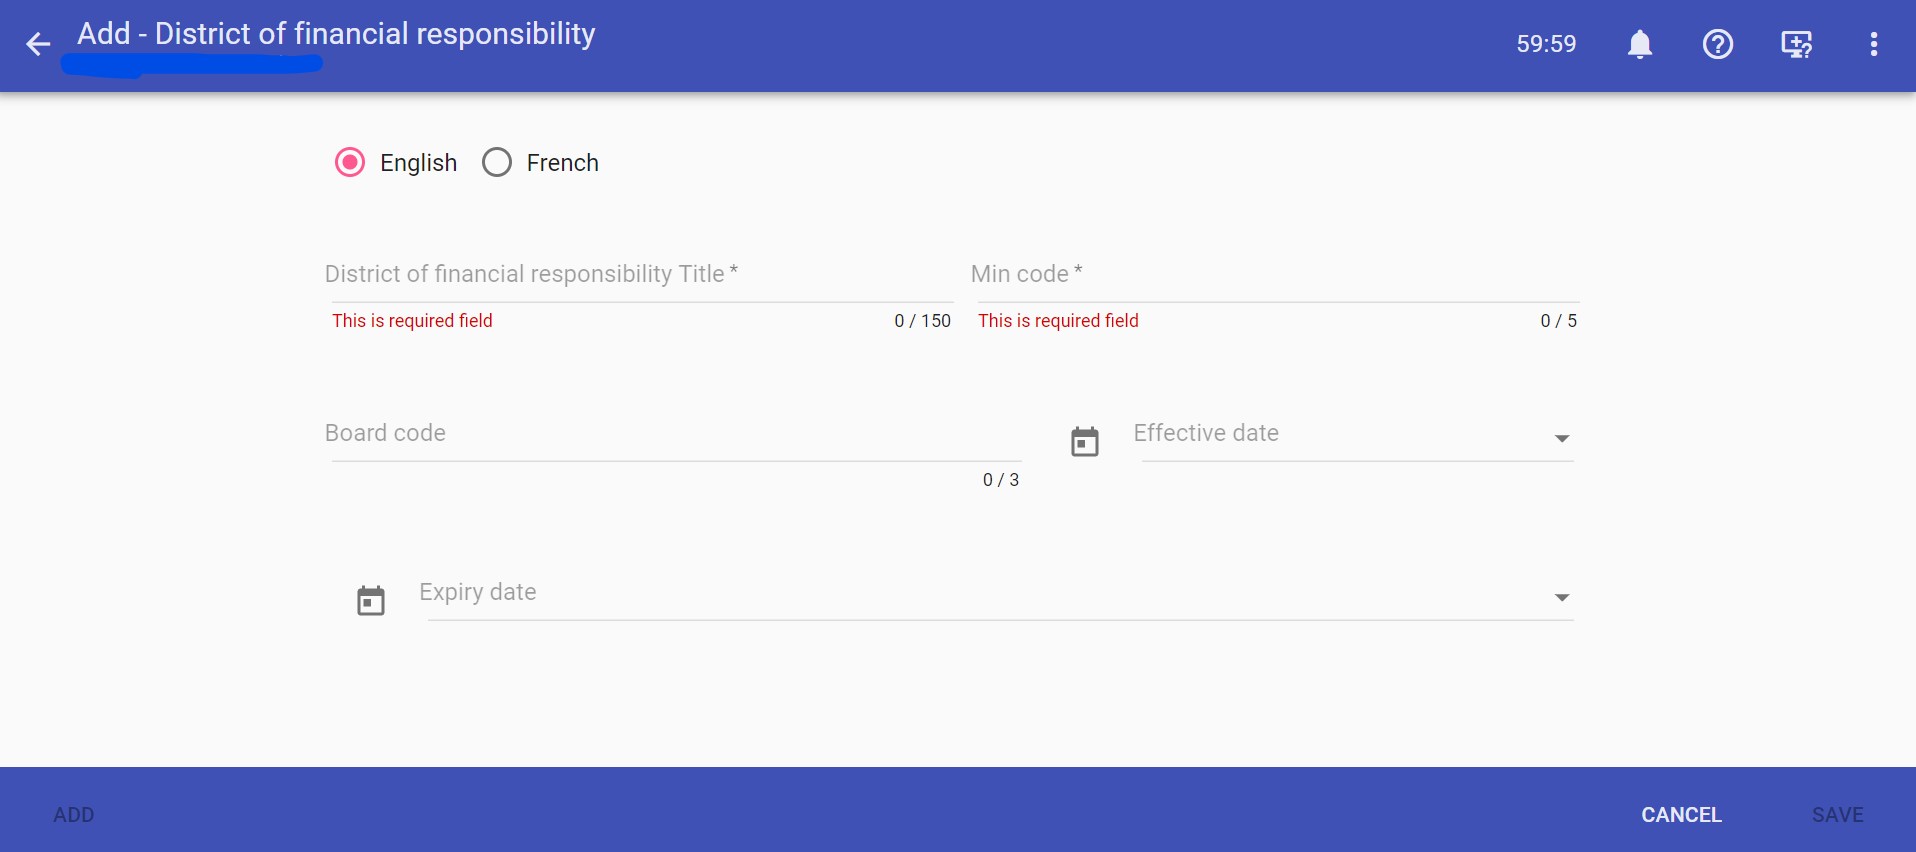 Add - District of financial responsibility
59:59
English
French
District of financial responsibility Title *
Min code *
This is required field
0 / 150
This is required field
0 / 5
Board code
Effective date
0 / 3
Expiry date
ADD
CANCEL
SAVE